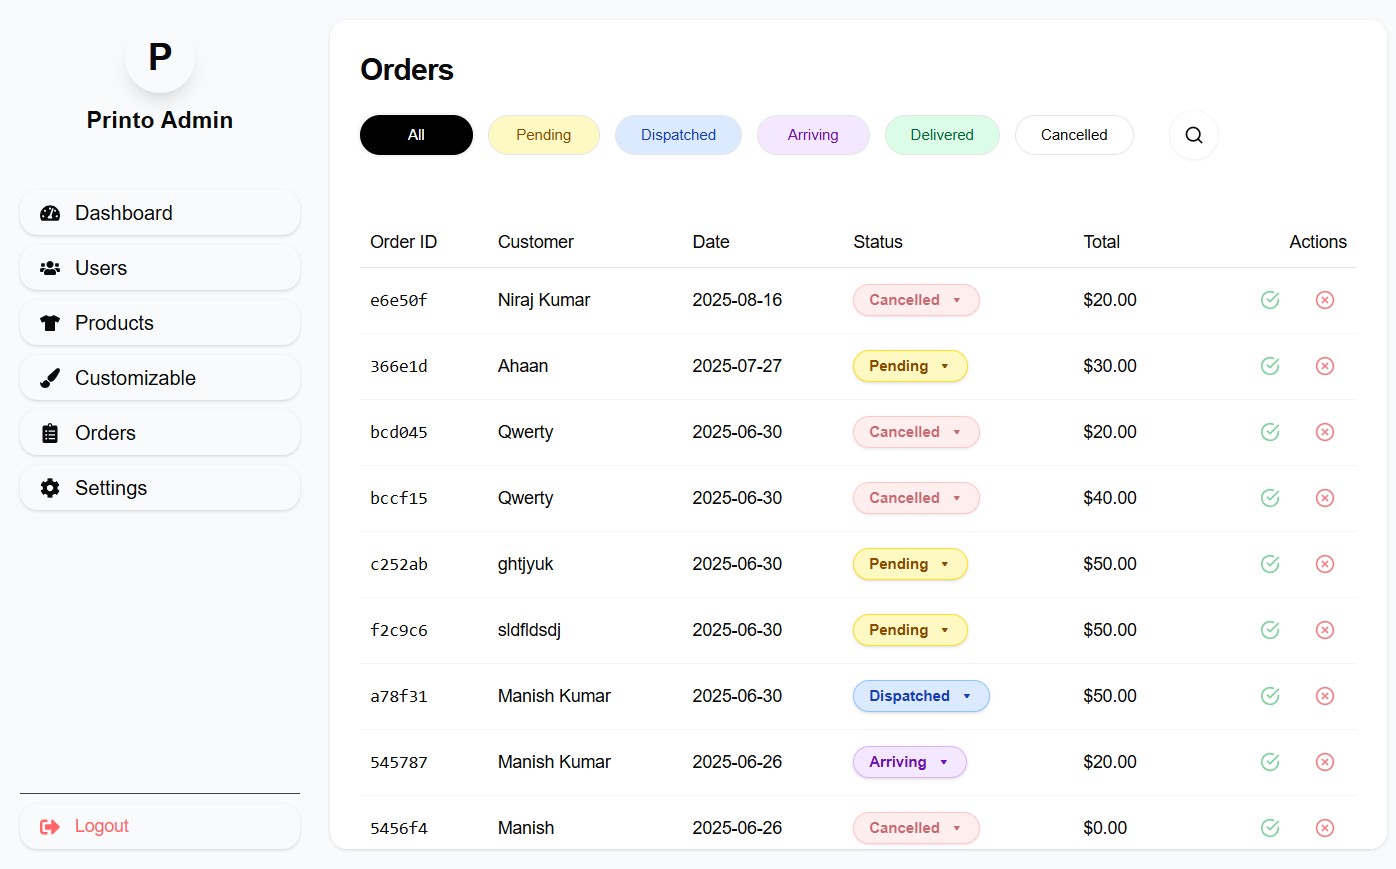 P
Printo Admin
Dashboard
Users
Products
Customizable
Orders
Settings
Logout
Orders
All Pending Dispatched Arriving Delivered Cancelled
Order ID Customer Date Status Total Actions
e6e50f Niraj Kumar 2025-08-16 Cancelled $20.00
366e1d Ahaan 2025-07-27 Pending $30.00
bcd045 Qwerty 2025-06-30 Cancelled $20.00
bccf15 Qwerty 2025-06-30 Cancelled $40.00
c252ab ghtjyuk 2025-06-30 Pending $50.00
f2c9c6 sldfldsdj 2025-06-30 Pending $50.00
a78f31 Manish Kumar 2025-06-30 Dispatched $50.00
545787 Manish Kumar 2025-06-26 Arriving $20.00
5456f4 Manish 2025-06-26 Cancelled $0.00